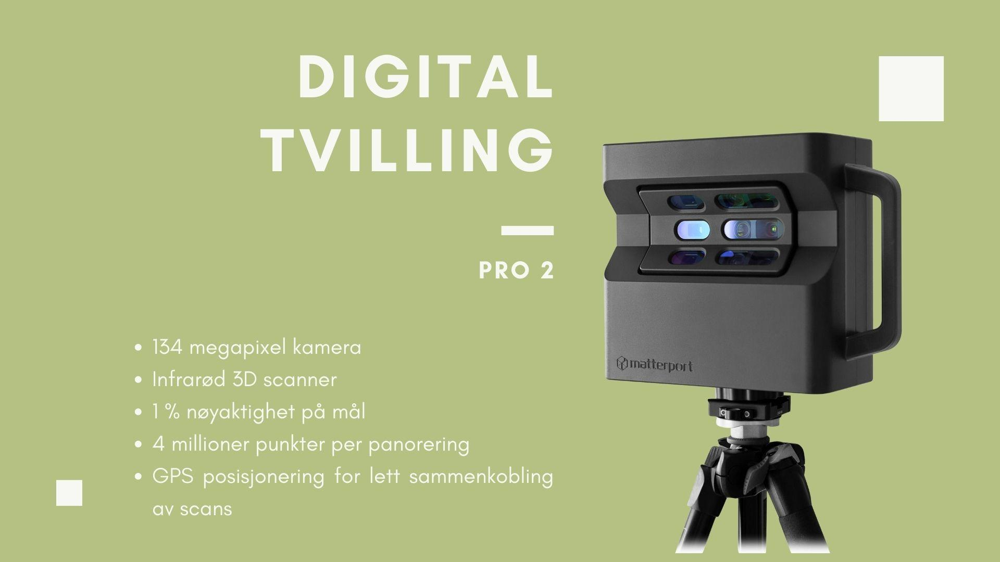 DIGITAL
TVILLING
PRO 2
• 134 megapixel kamera
• Infrarød 3D scanner
• 1 % nøyaktighet på mål
• 4 millioner punkter per panorering
• GPS posisjonering for lett sammenkobling
av scans
matterport